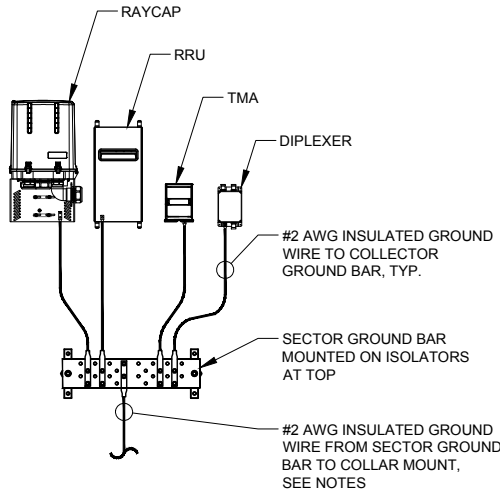 RAYCAP
RRU
TMA
DIPLEXER
#2 AWG INSULATED GROUND
WIRE TO COLLECTOR
GROUND BAR, TYP.
SECTOR GROUND BAR
MOUNTED ON ISOLATORS
AT TOP
#2 AWG INSULATED GROUND
WIRE FROM SECTOR GROUND
BAR TO COLLAR MOUNT,
SEE NOTES